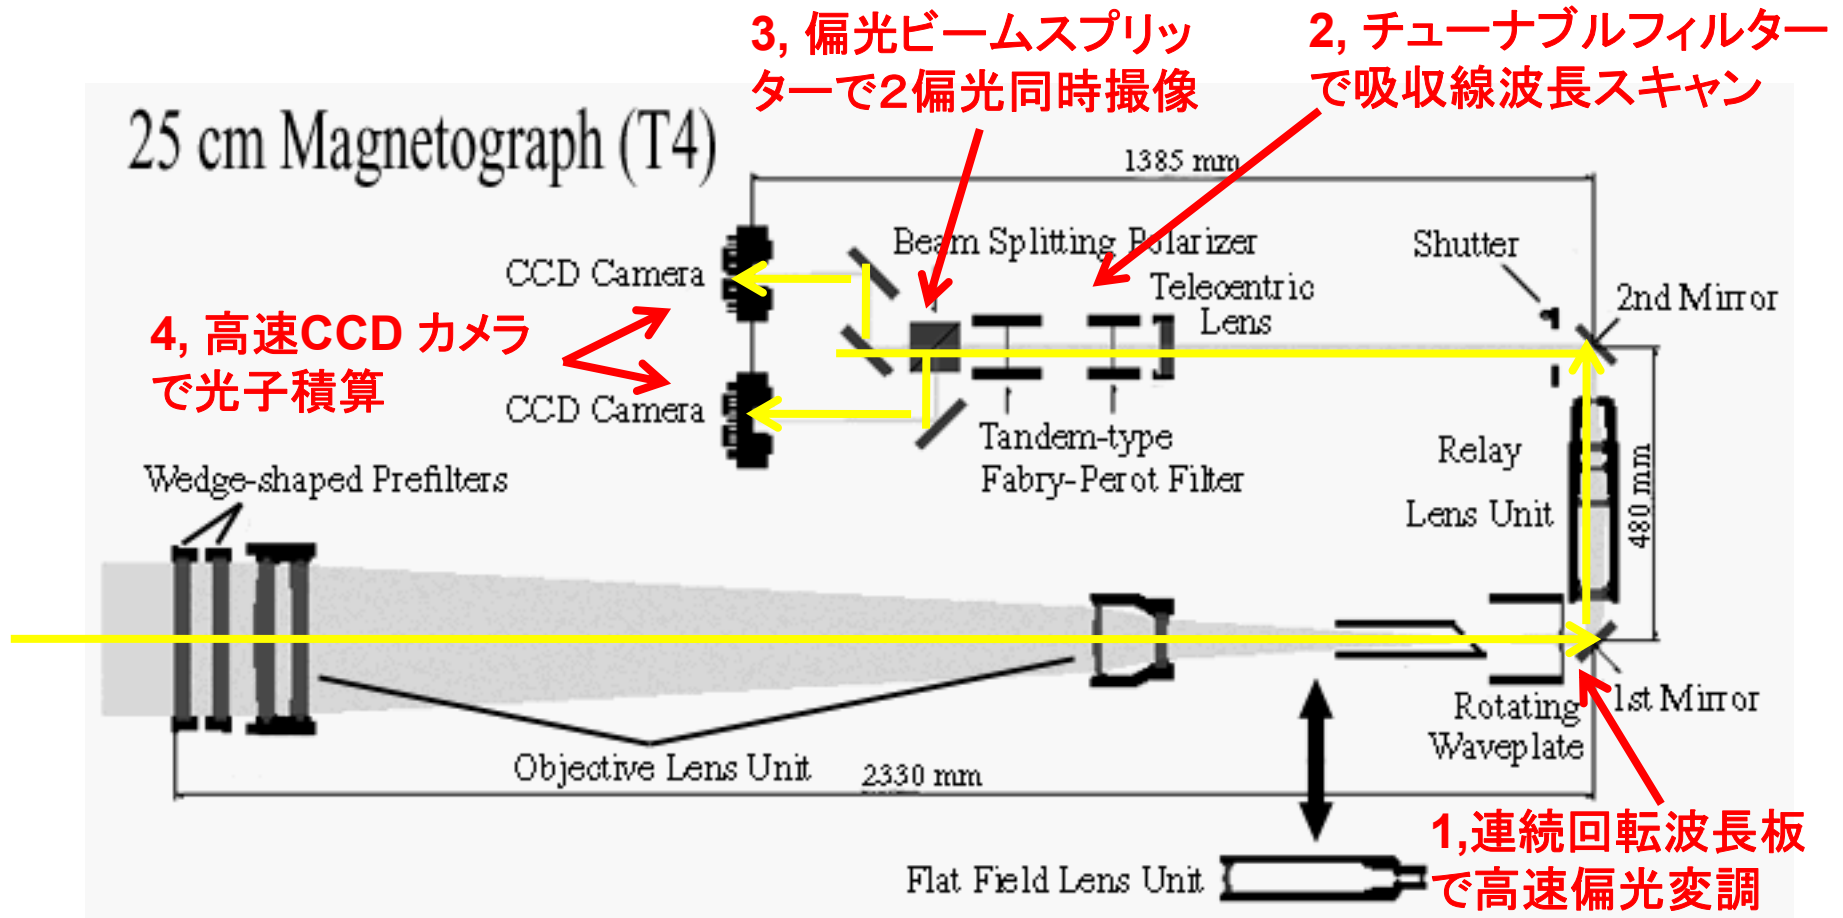 3, 偏光ビームスプリッ
ターで２偏光同時撮像
2, チューナブルフィルター
で吸収線波長スキャン
25 cm Magnetograph (T4)
1385 mm
Beam Splitting Polarizer
Shutter
CCD Camera
Telecentric
Lens
2nd Mirror
4, 高速CCD カメラ
で光子積算
CCD Camera
Tandem-type
Fabry-Perot Filter
Relay
Lens Unit
480 mm
Wedge-shaped Prefilters
Rotating
Waveplate
1st Mirror
Objective Lens Unit
2330 mm
1,連続回転波長板
で高速偏光変調
Flat Field Lens Unit